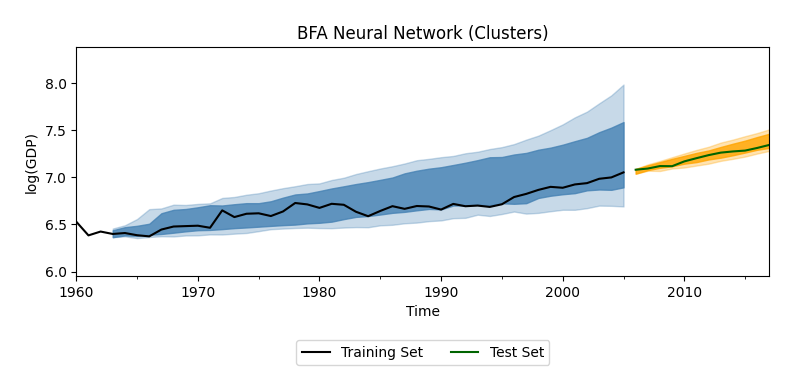 BFA Neural Network (Clusters)
log(GDP)
8.0
7.5
7.0
6.5
6.0
1960 1970 1980 1990 2000 2010
Time
Training Set Test Set